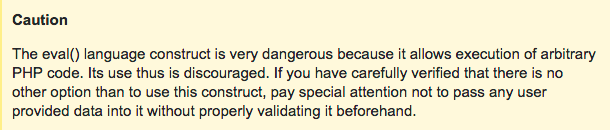 Caution
The eval() language construct is very dangerous because it allows execution of arbitrary
PHP code. Its use thus is discouraged. If you have carefully verified that there is no
other option than to use this construct, pay special attention not to pass any user
provided data into it without properly validating it beforehand.